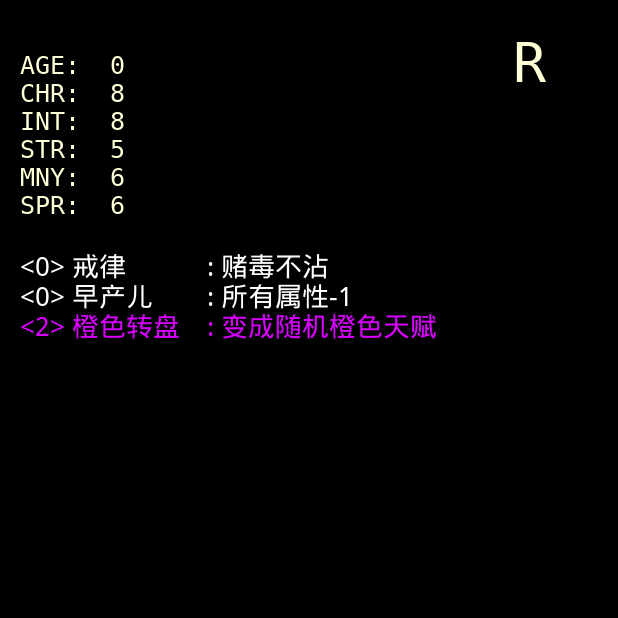 R
AGE: 0
CHR: 8
INT: 8
STR: 5
MNY: 6
SPR: 6
<0> 戒律 : 赌毒不沾
<0> 早产儿 : 所有属性-1
<2> 橙色转盘 : 变成随机橙色天赋